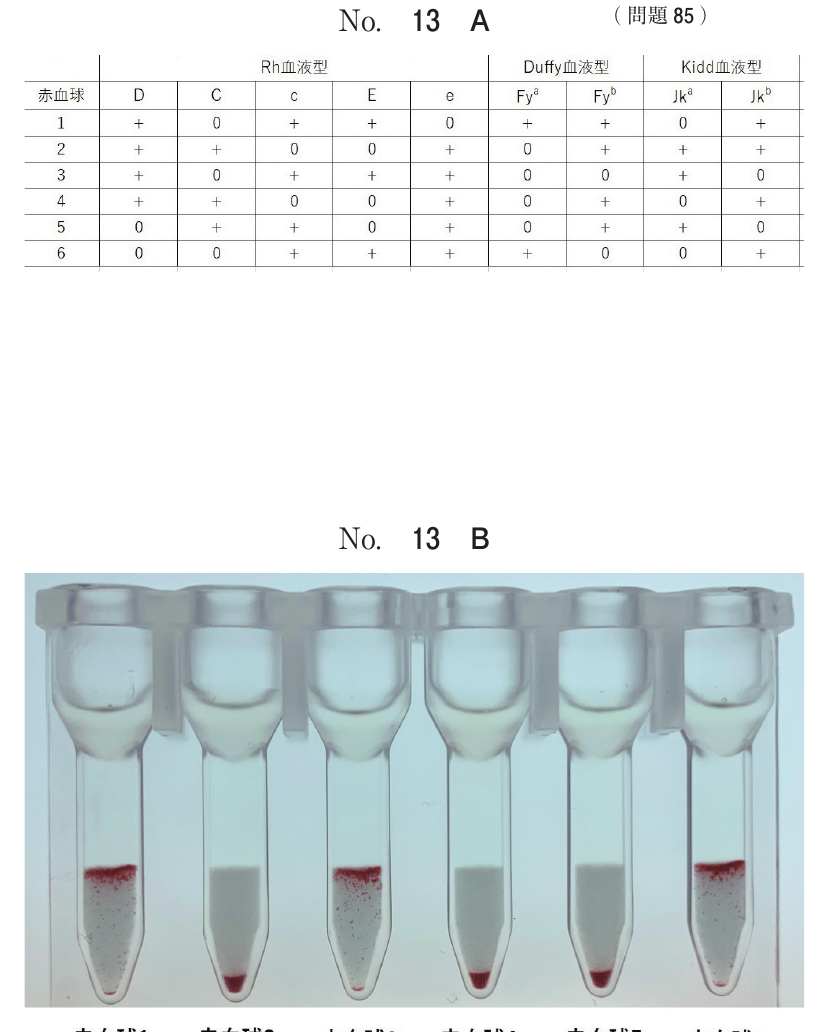 No. 13 A （問題 85）
Rh血液型 Duffy血液型 Kidd血液型
赤血球 D C c E e Fyᵃ Fyᵇ Jkᵃ Jkᵇ
1 + 0 + + 0 + + 0 +
2 + + 0 0 + 0 + + +
3 + 0 + + + 0 0 + 0
4 + + 0 0 + 0 + 0 +
5 0 + + 0 + 0 + + 0
6 0 0 + + + + 0 0 +
No. 13 B